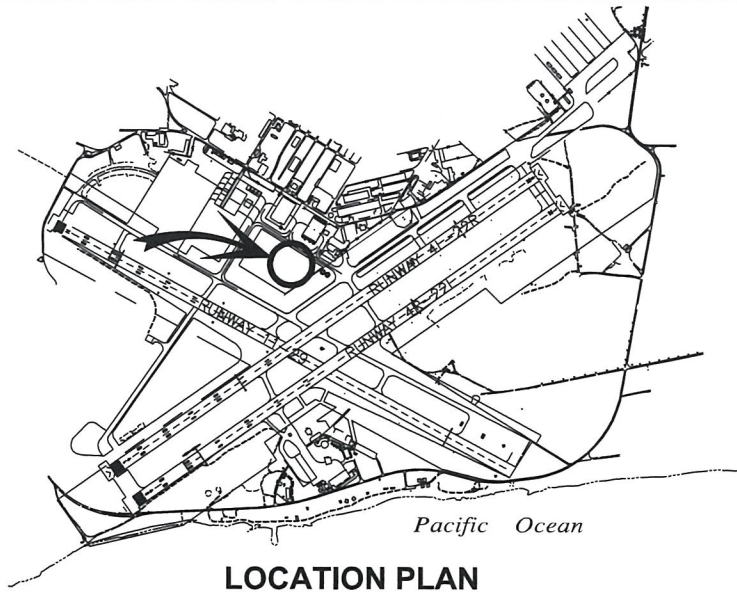 RUNWAY 4L-22R
RUNWAY 4R-22L
RUNWAY 11-29
Pacific Ocean
LOCATION PLAN